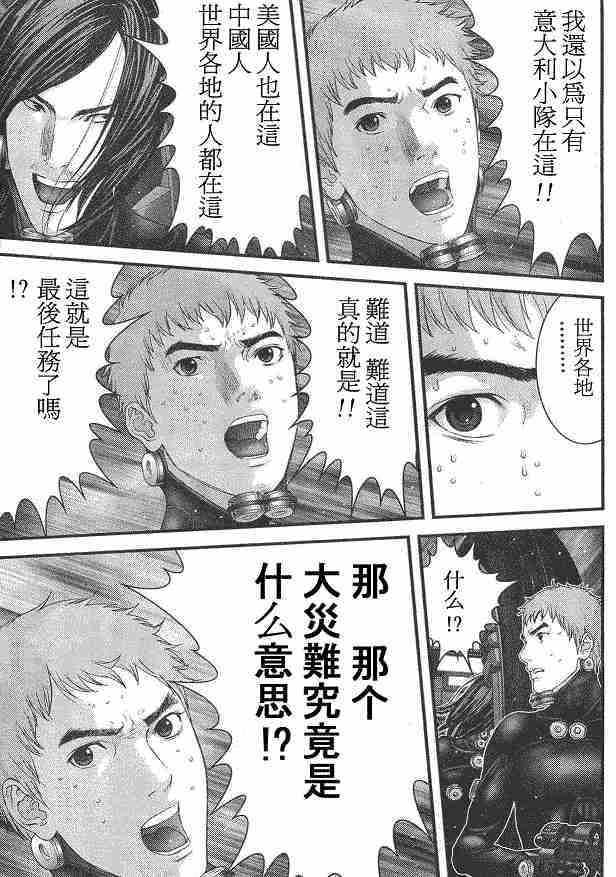 我還以為只有
意大利小隊在這!!
美國人也在這
中國人
世界各地的人都在這
世界各地
………
難道 難道這
真的就是!!
這就是
最後任務了嗎
!?
什么!?
那 那个
大災難究竟是
什么意思!?